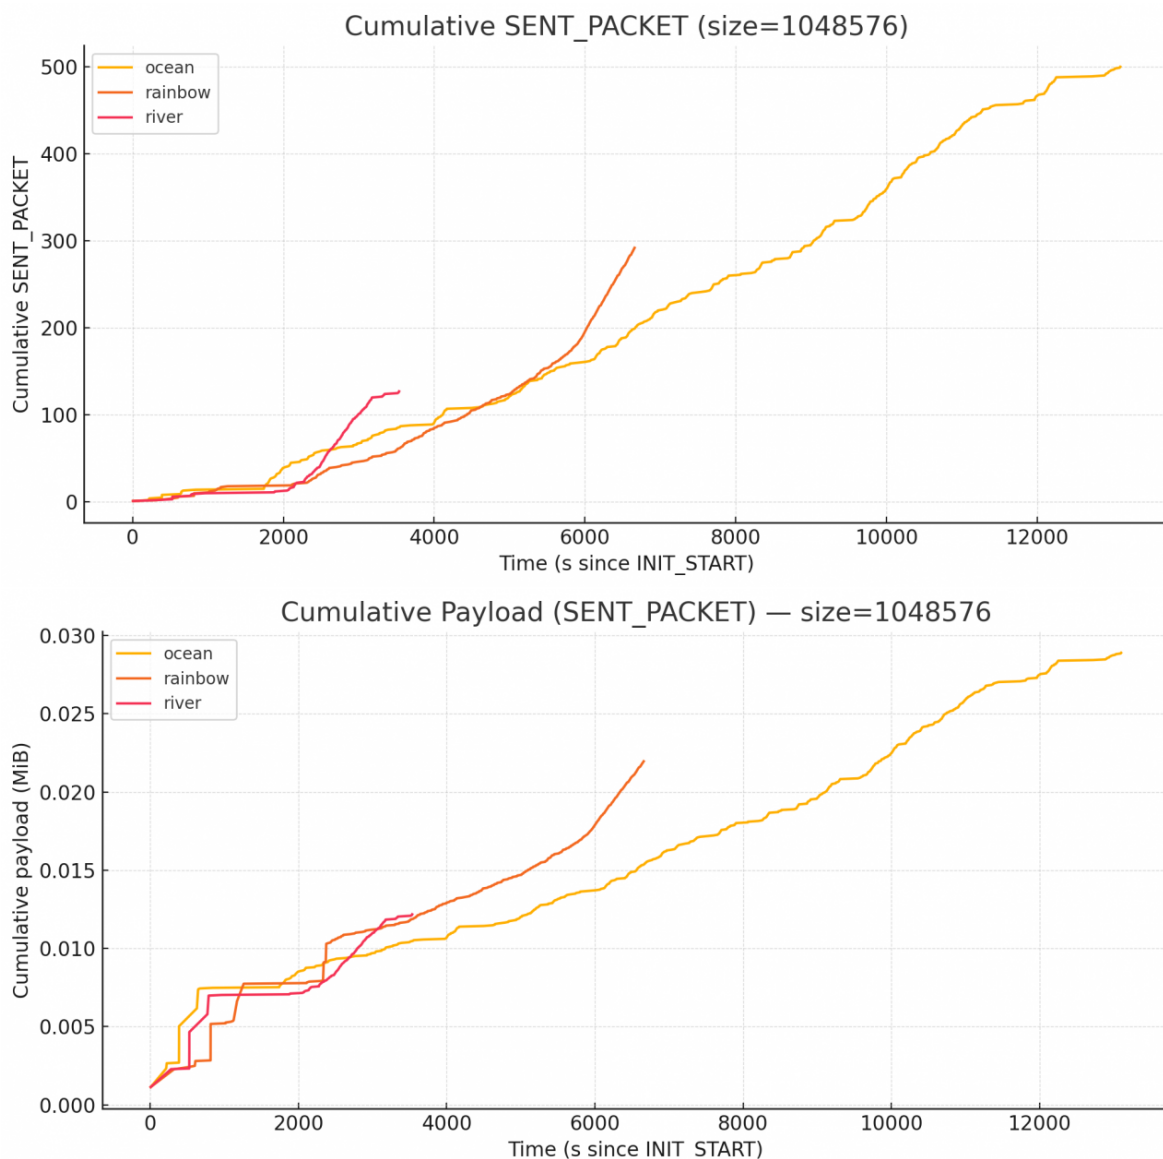 Cumulative SENT_PACKET (size=1048576)
ocean
rainbow
river
500
400
300
200
100
0
Cumulative SENT_PACKET
0 2000 4000 6000 8000 10000 12000
Time (s since INIT_START)
Cumulative Payload (SENT_PACKET) — size=1048576
ocean
rainbow
river
0.030
0.025
0.020
0.015
0.010
0.005
0.000
Cumulative payload (MiB)
0 2000 4000 6000 8000 10000 12000
Time (s since INIT_START)